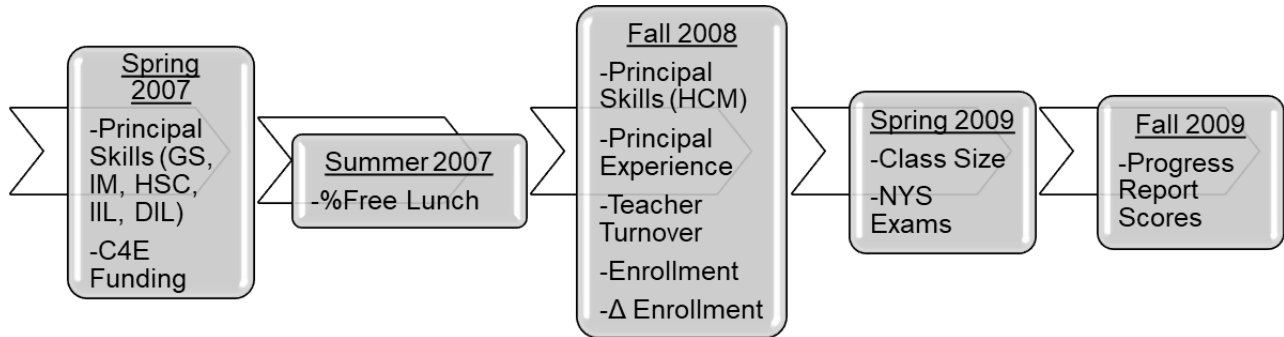 Spring
2007
-Principal
Skills (GS,
IM, HSC,
IIL, DIL)
-C4E
Funding
Summer 2007
-%Free Lunch
Fall 2008
-Principal
Skills (HCM)
-Principal
Experience
-Teacher
Turnover
-Enrollment
-Δ Enrollment
Spring 2009
-Class Size
-NYS
Exams
Fall 2009
-Progress
Report
Scores